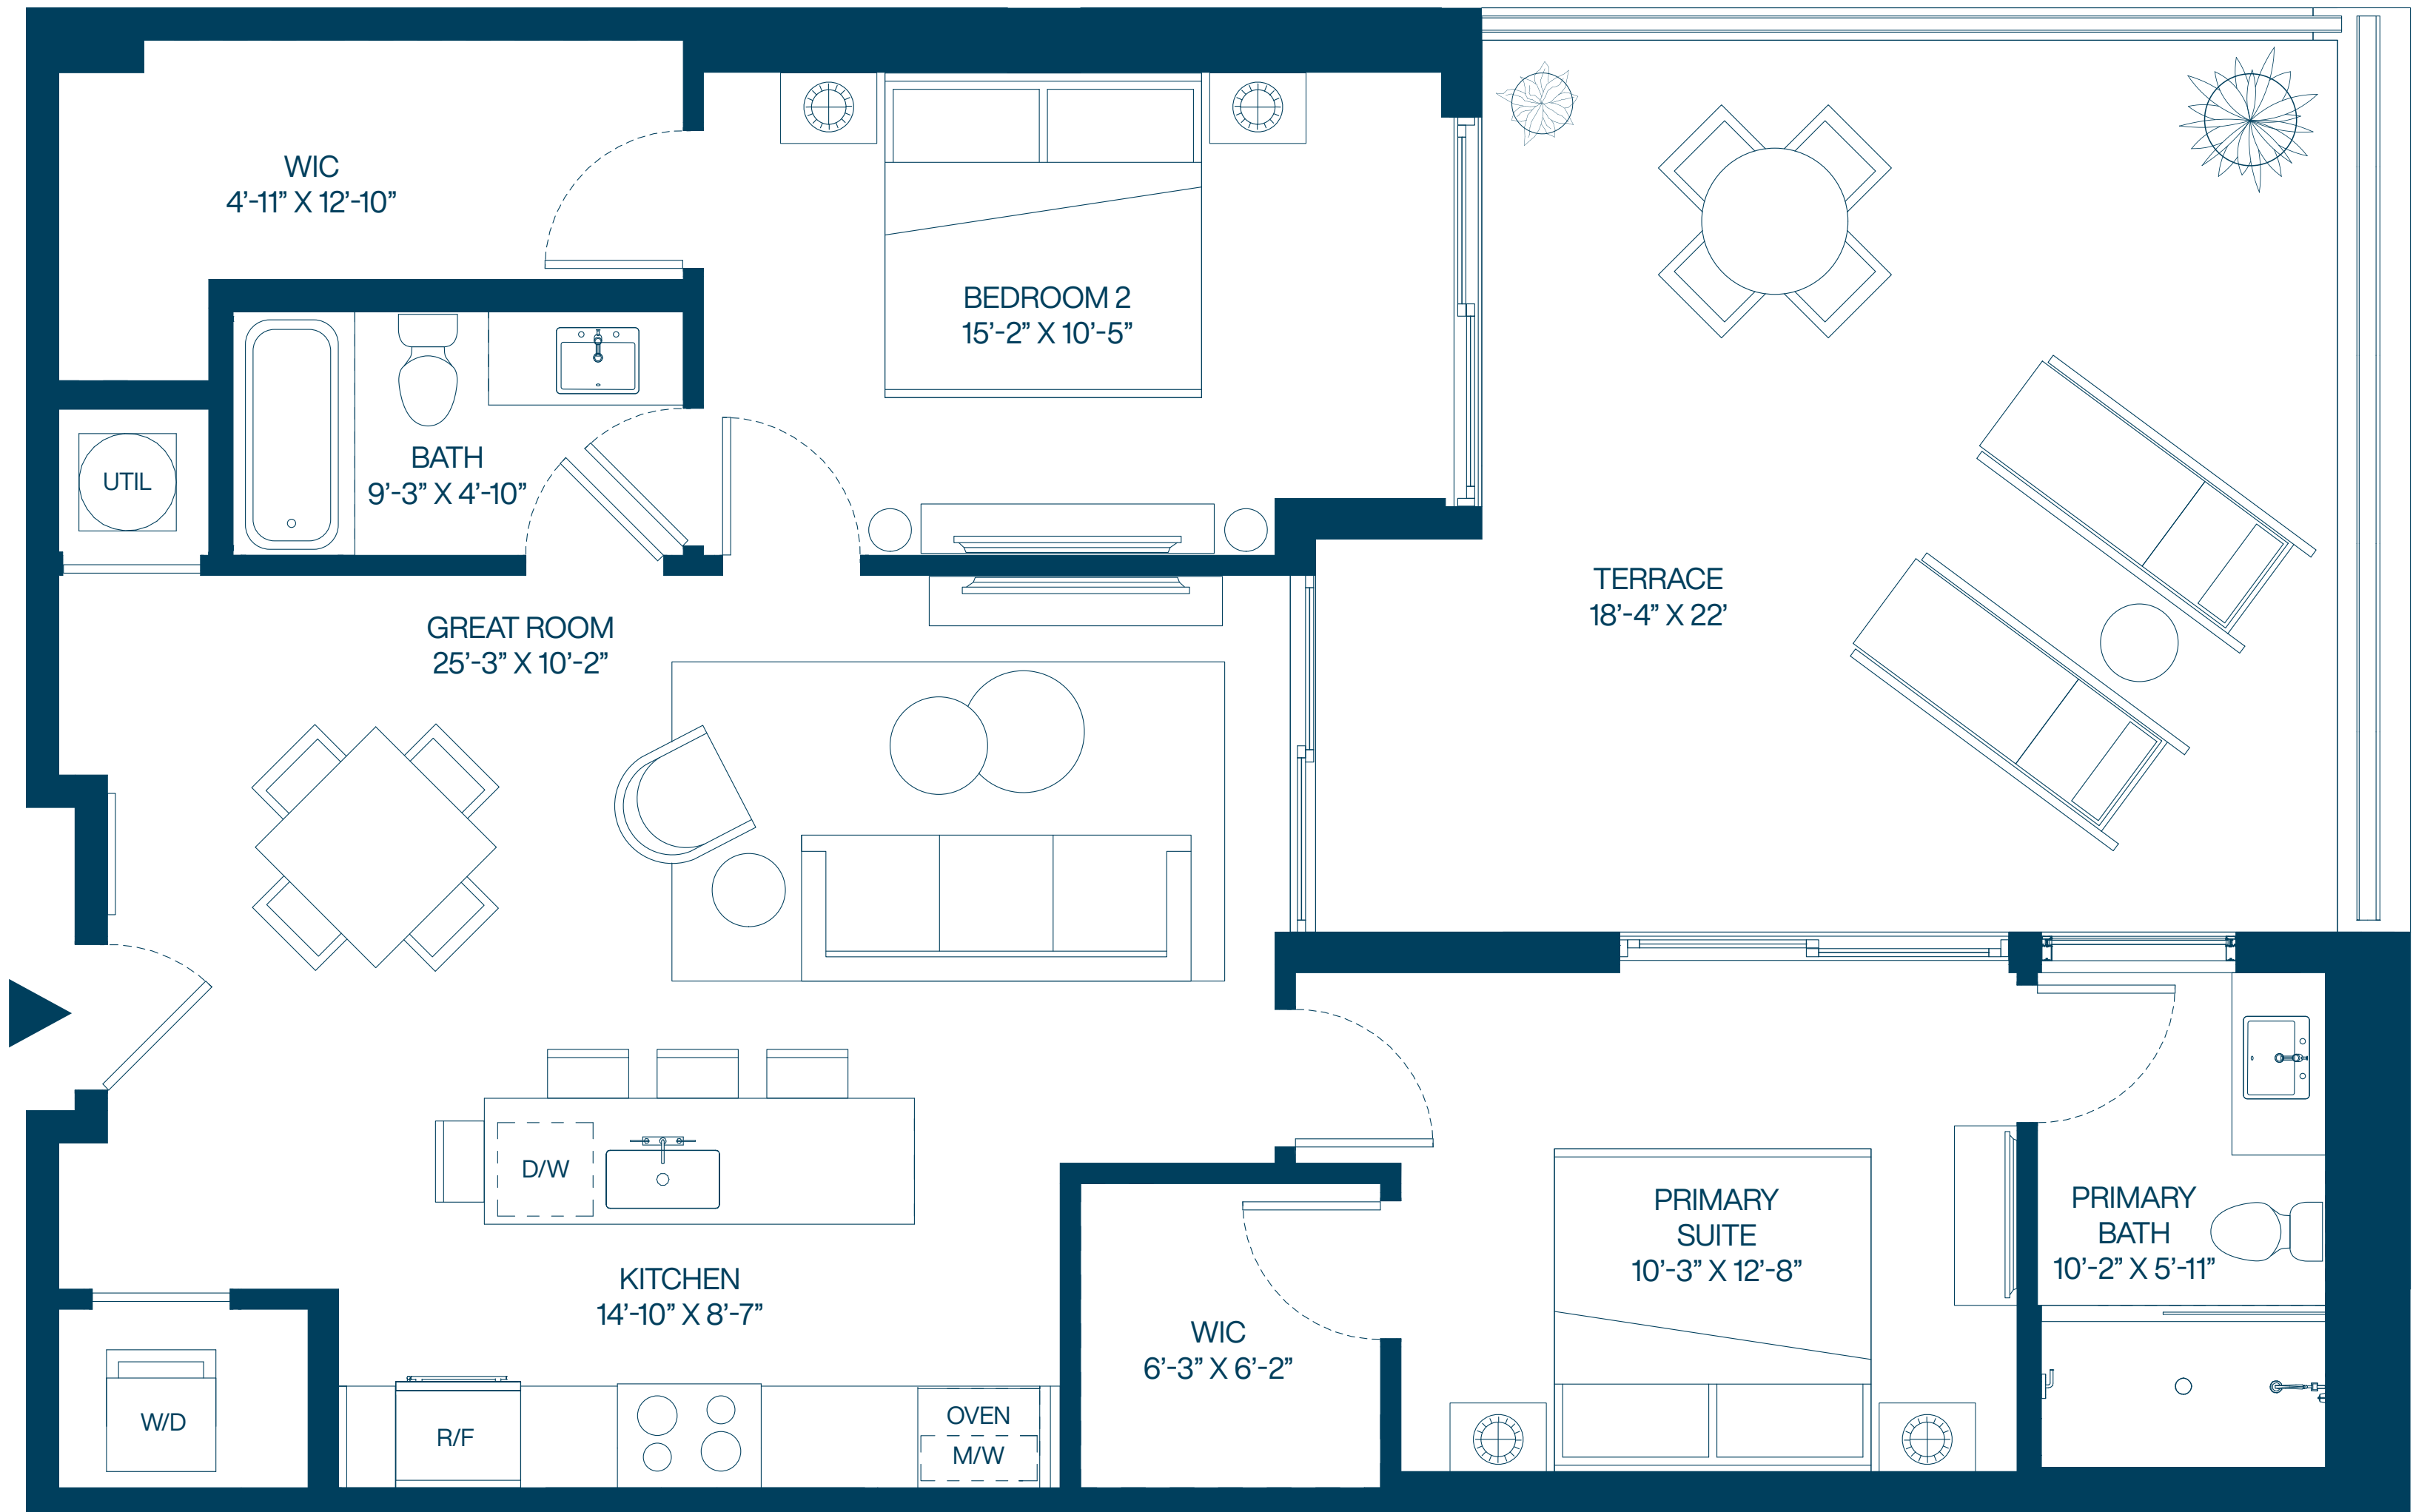 WIC
4’-11” X 12’-10”
BEDROOM 2
15’-2” X 10’-5”
BATH
9’-3” X 4’-10”
UTIL
GREAT ROOM
25’-3” X 10’-2”
TERRACE
18’-4” X 22’
D/W
KITCHEN
14’-10” X 8’-7”
W/D
R/F
OVEN
M/W
WIC
6’-3” X 6’-2”
PRIMARY
SUITE
10’-3” X 12’-8”
PRIMARY
BATH
10’-2” X 5’-11”